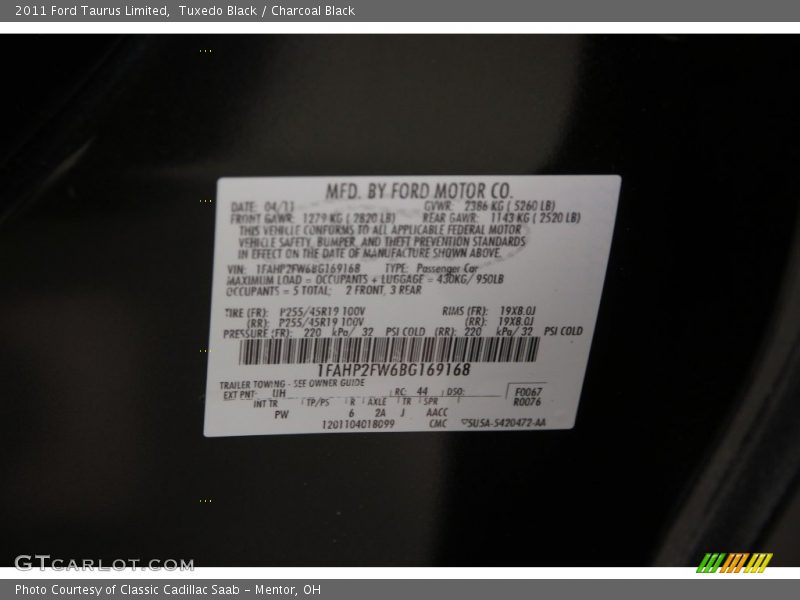 2011 Ford Taurus Limited,  Tuxedo Black / Charcoal Black
MFD. BY FORD MOTOR CO.
DATE: 04/11 GVWR: 2386 KG ( 5260 LB)
FRONT GAWR: 1279 KG ( 2820 LB) REAR GAWR: 1143 KG ( 2520 LB)
THIS VEHICLE CONFORMS TO ALL APPLICABLE FEDERAL MOTOR
VEHICLE SAFETY, BUMPER, AND THEFT PREVENTION STANDARDS
IN EFFECT ON THE DATE OF MANUFACTURE SHOWN ABOVE.
VIN: 1FAHP2FW6BG169168 TYPE: Passenger Car
MAXIMUM LOAD = OCCUPANTS + LUGGAGE = 430KG/ 950LB
OCCUPANTS = 5 TOTAL; 2 FRONT, 3 REAR
TIRE (FR): P255/45R19 100V RIMS (FR): 19X8.0J
(RR): P255/45R19 100V (RR): 19X8.0J
PRESSURE (FR): 220 kPa/ 32 PSI COLD (RR): 220 kPa/ 32 PSI COLD
1FAHP2FW6BG169168
TRAILER TOWING - SEE OWNER GUIDE
EXT PNT: UH RC: 44 DSO: F0067
INT TR TP/PS R AXLE TR SPR R0076
PW 6 2A J AACC
1201104018099 CMC 5U5A-5420472-AA
GTCARLOT.COM
Photo Courtesy of Classic Cadillac Saab – Mentor, OH